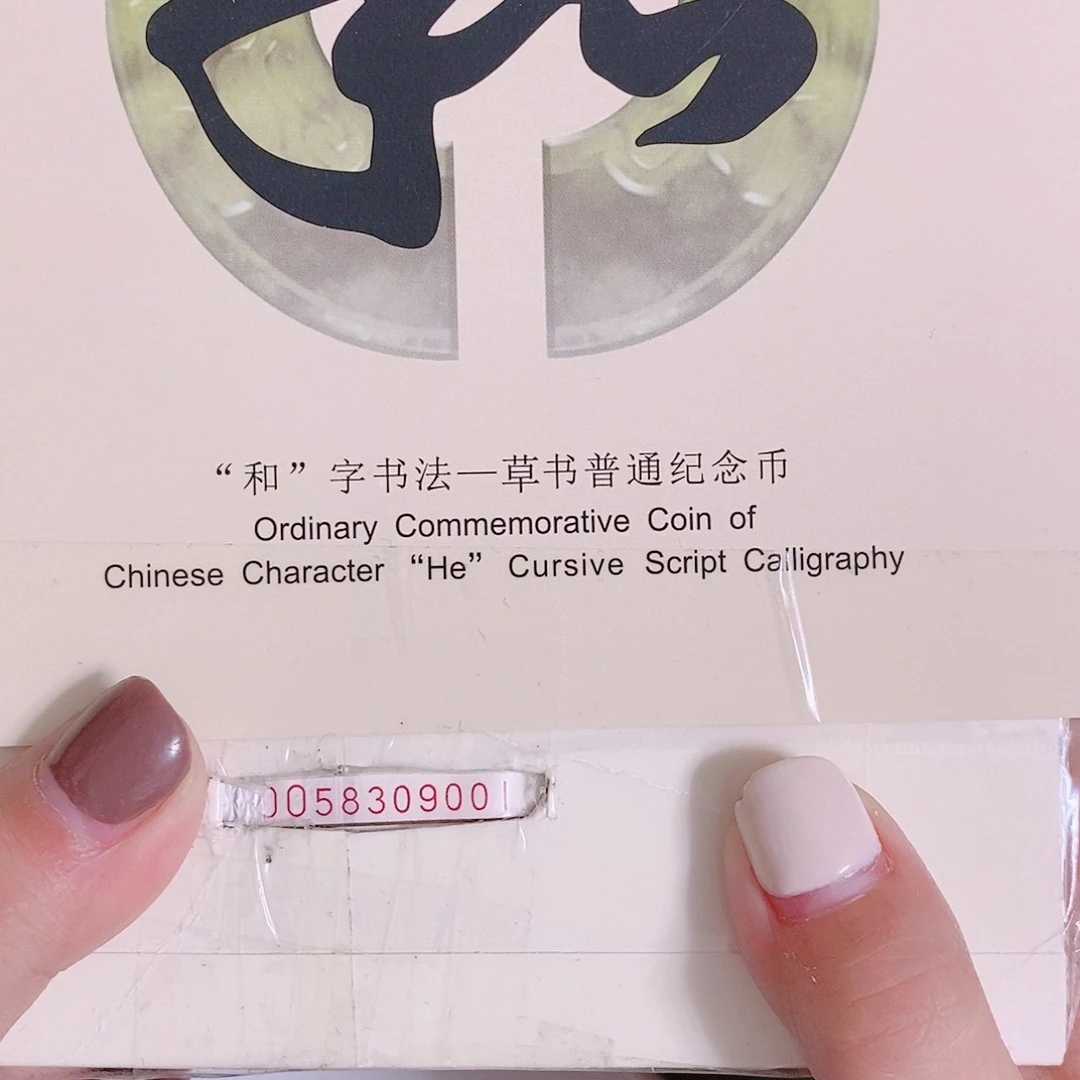 “和”字书法—草书普通纪念币
Ordinary Commemorative Coin of
Chinese Character “He” Cursive Script Calligraphy
005830900